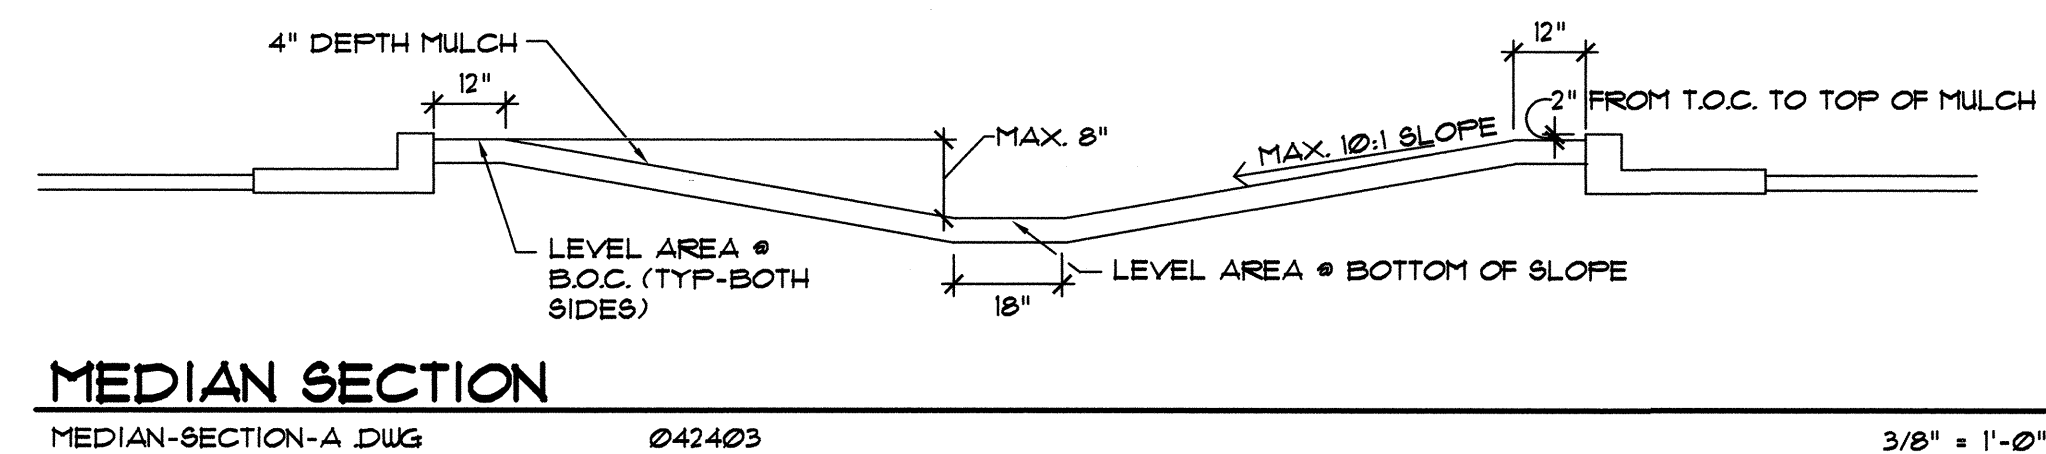 4" DEPTH MULCH
12"
12"
2" FROM T.O.C. TO TOP OF MULCH
MAX. 8"
MAX. 10:1 SLOPE
LEVEL AREA @
B.O.C. (TYP-BOTH
SIDES)
LEVEL AREA @ BOTTOM OF SLOPE
18"
MEDIAN SECTION
MEDIAN-SECTION-A .DWG 042403 3/8" = 1'-0"